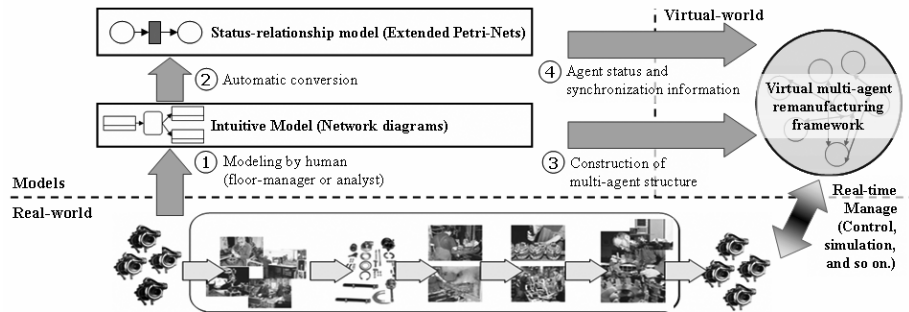 Virtual-world
Status-relationship model (Extended Petri-Nets)
② Automatic conversion
④ Agent status and
synchronization information
Virtual multi-agent
remanufacturing
framework
Intuitive Model (Network diagrams)
① Modeling by human
(floor-manager or analyst)
③ Construction of
multi-agent structure
Models
Real-world
Real-time
Manage
(Control,
simulation,
and so on.)